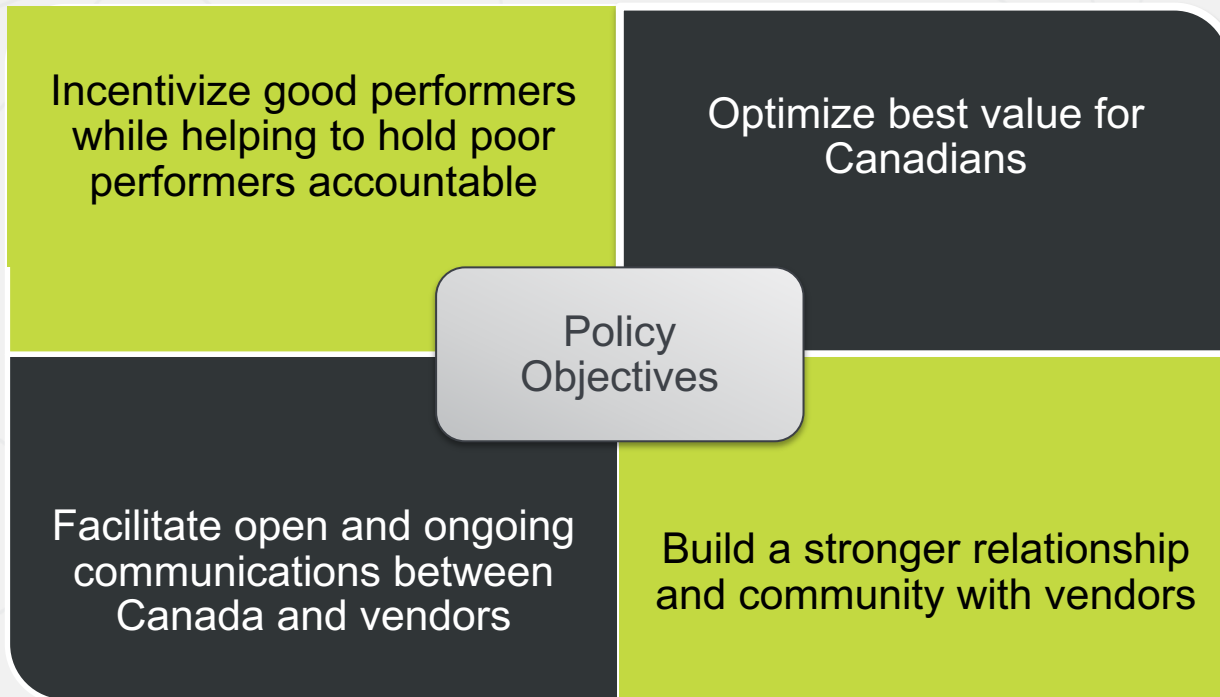 Incentivize good performers
while helping to hold poor
performers accountable
Optimize best value for
Canadians
Policy
Objectives
Facilitate open and ongoing
communications between
Canada and vendors
Build a stronger relationship
and community with vendors